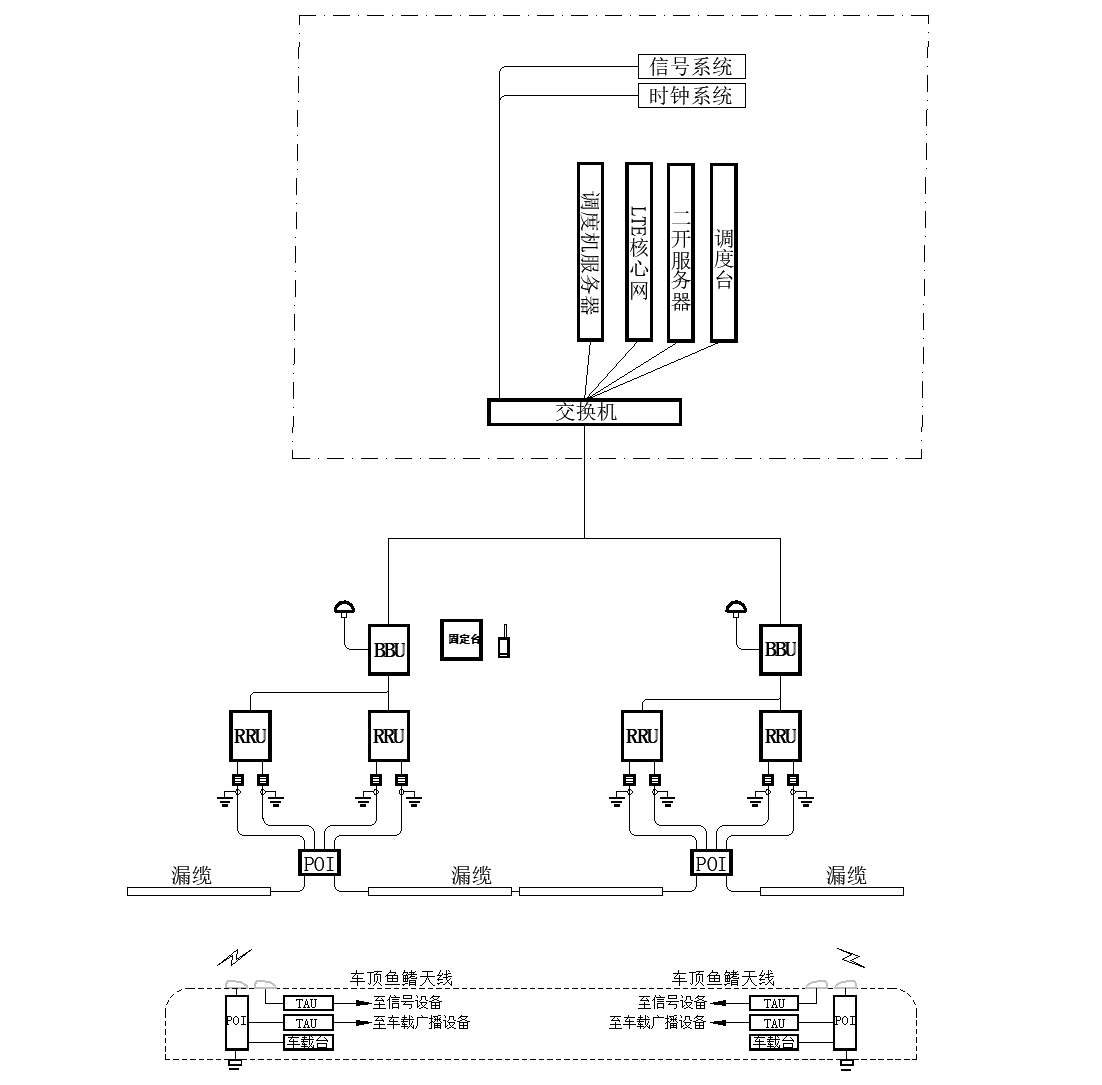 信号系统
时钟系统
调度机服务器
LTE核心网
二开服务器
调度台
交换机
BBU
固定台
BBU
RRU
RRU
RRU
RRU
POI
POI
漏缆
漏缆
漏缆
车顶鱼鳍天线
车顶鱼鳍天线
POI
TAU
至信号设备
TAU
至车载广播设备
车载台
至信号设备
TAU
至车载广播设备
TAU
车载台
POI